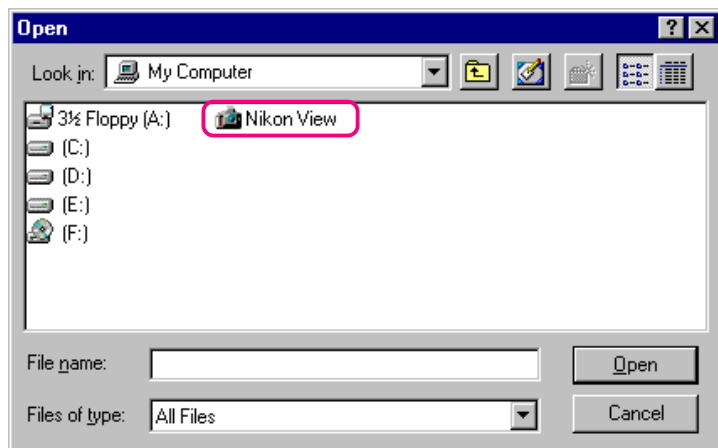 Open
Look in: My Computer
3½ Floppy (A:) Nikon View
(C:)
(D:)
(E:)
(F:)
File name: Open
Files of type: All Files Cancel